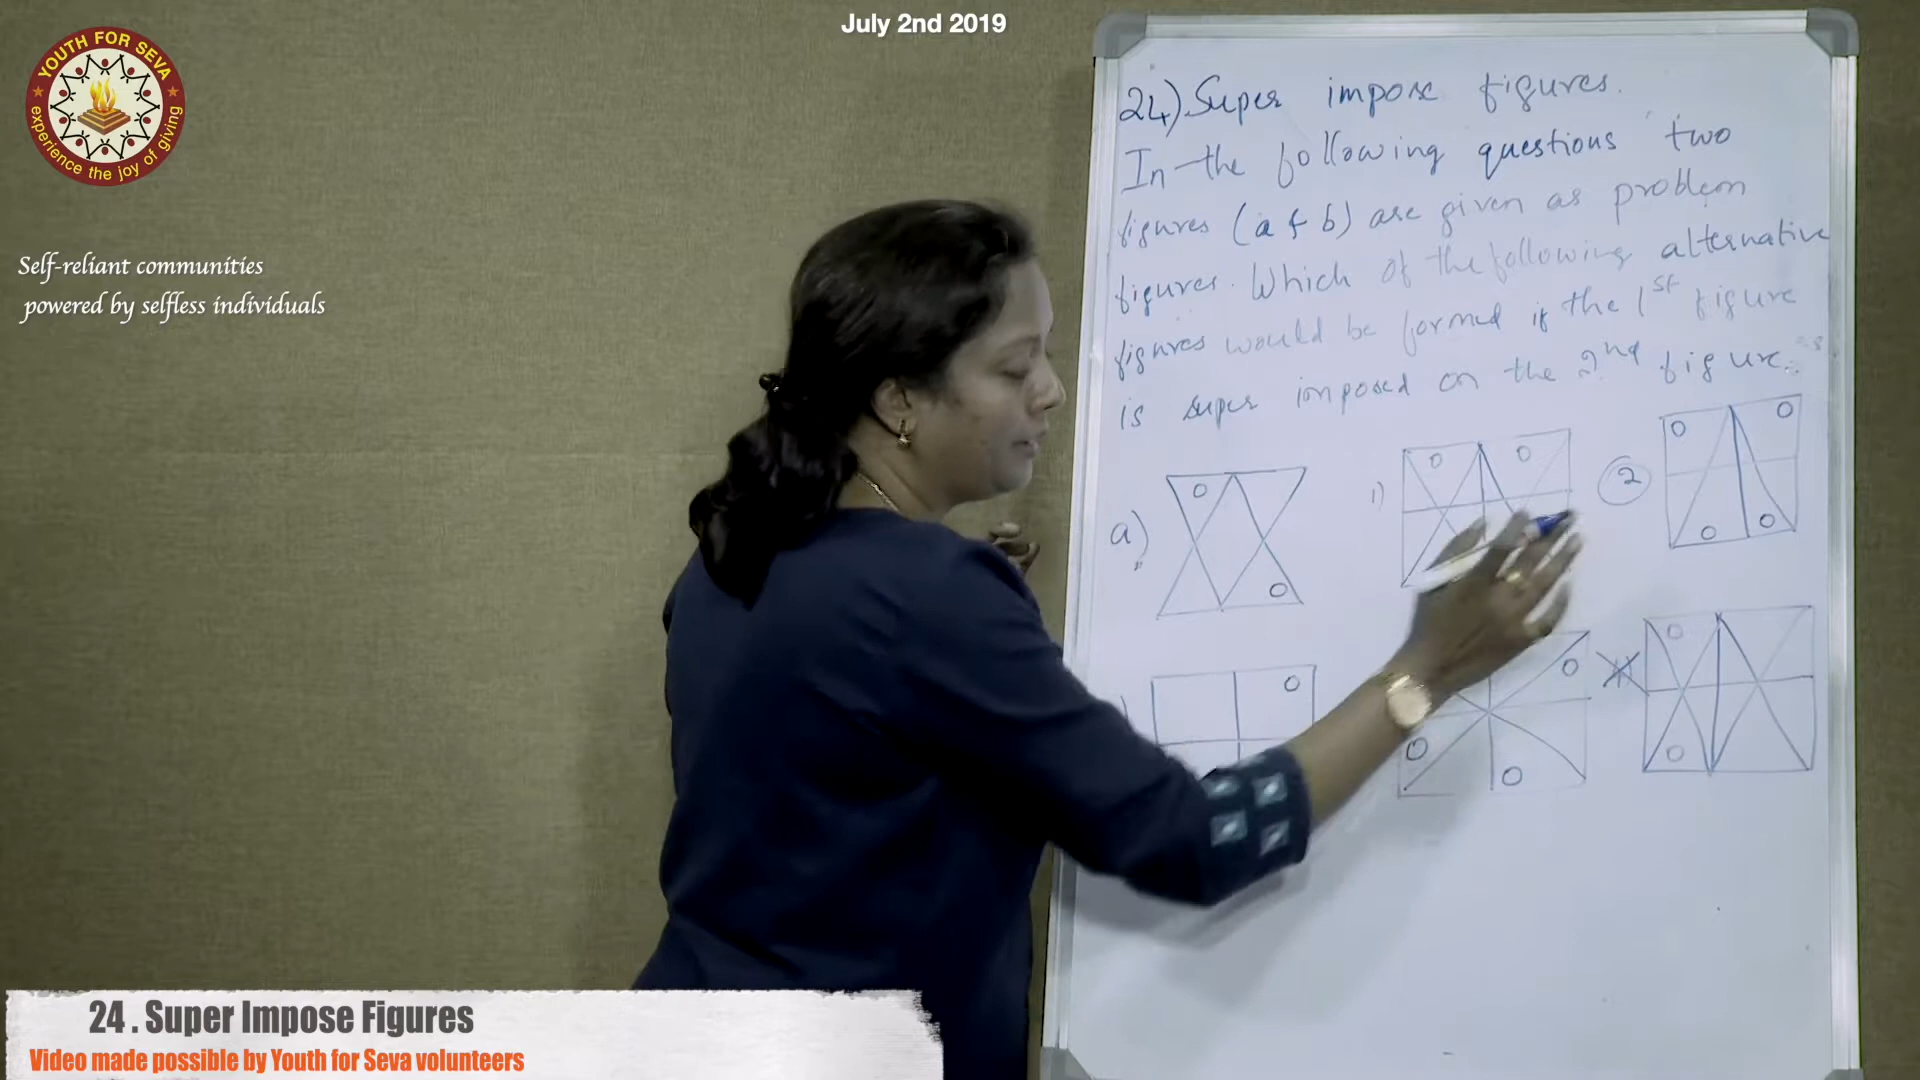 July 2nd 2019
YOUTH FOR SEVA
experience the joy of giving
Self-reliant communities
powered by selfless individuals
24) Super impose figures.
In the following questions two
figures (a & b) are given as problem
figures. Which of the following alternative
figures would be formed if the 1st figure
is super imposed on the 2nd figure.
a)
1)
2
24 . Super Impose Figures
Video made possible by Youth for Seva volunteers